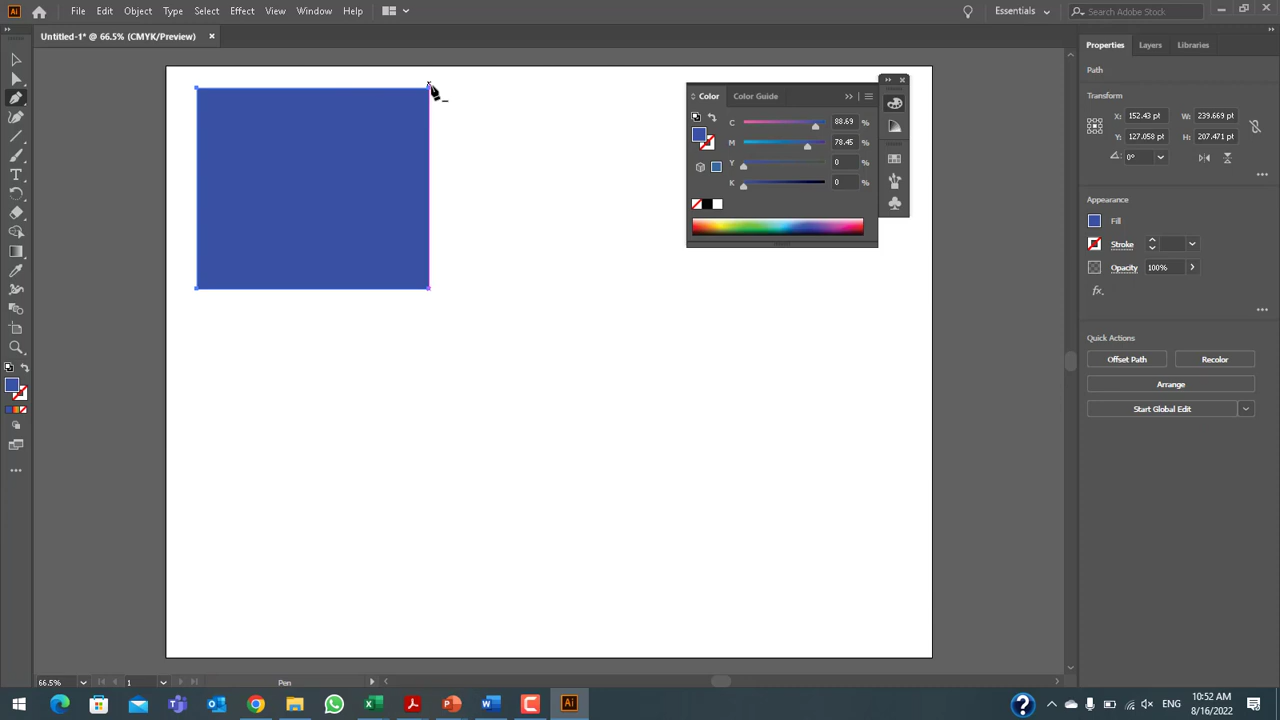 Ai File Edit Object Type Select Effect View Window Help Essentials Search Adobe Stock
Untitled-1* @ 66.5% (CMYK/Preview) ×
Properties Layers Libraries
Path
Transform
X: 152.43 pt W: 239.669 pt
Y: 127.058 pt H: 207.471 pt
0°
Appearance
Fill
Stroke
Opacity 100%
fx.
Quick Actions
Offset Path Recolor
Arrange
Start Global Edit
Color Color Guide
C 88.69 %
M 78.45 %
Y 0 %
K 0 %
66.5% 1 Pen
Ai
10:52 AM
8/16/2022